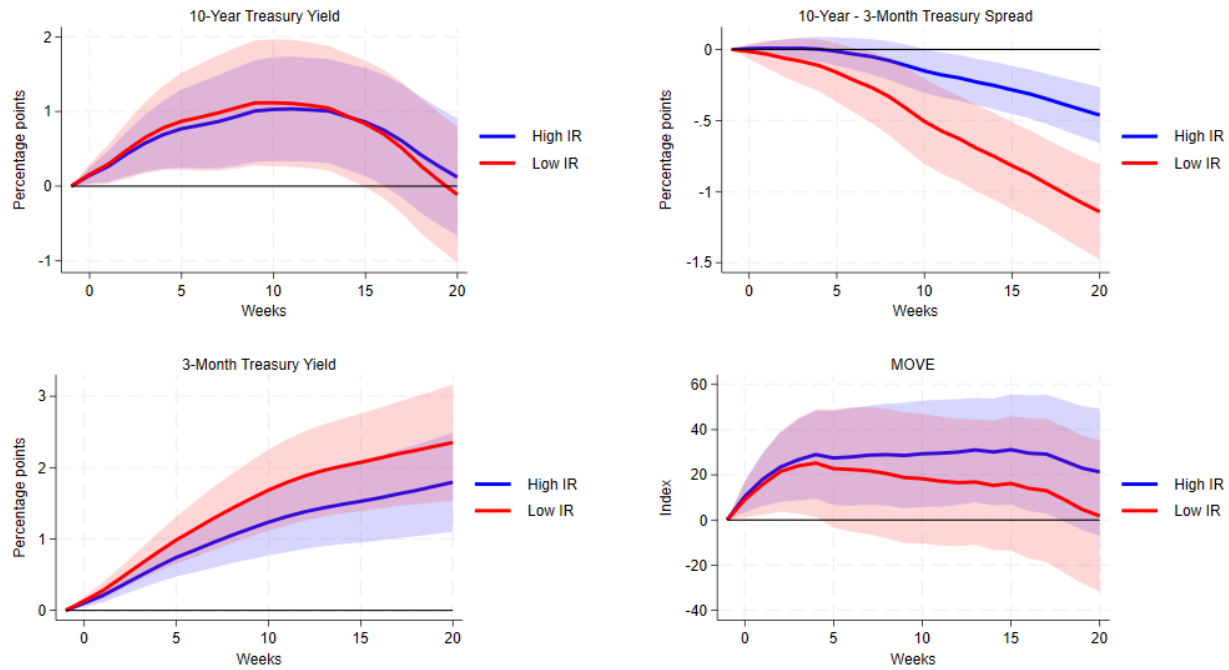 10-Year Treasury Yield
Percentage points
2
1
0
-1
0 5 10 15 20
Weeks
High IR
Low IR
10-Year - 3-Month Treasury Spread
Percentage points
0
-.5
-1
-1.5
0 5 10 15 20
Weeks
High IR
Low IR
3-Month Treasury Yield
Percentage points
3
2
1
0
0 5 10 15 20
Weeks
High IR
Low IR
MOVE
Index
60
40
20
0
-20
-40
0 5 10 15 20
Weeks
High IR
Low IR